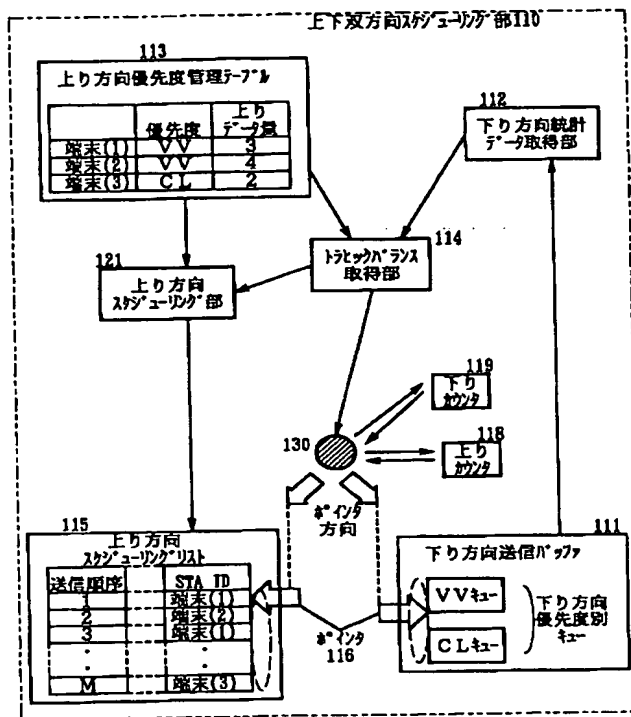 上下双方向スケジューリング部110
113
上り方向優先度管理テーブル
優先度 上りデータ量
端末(1) VV 3
端末(2) VV 4
端末(3) CL 2
112
下り方向統計
データ取得部
114
トラヒックバランス
取得部
121
上り方向
スケジューリング部
119
下り
カウンタ
118
上り
カウンタ
130
ポインタ
方向
115
上り方向
スケジューリングリスト
送信順序 STA ID
1 端末(1)
2 端末(2)
3 端末(1)
・ ・
・ ・
M 端末(3)
ポインタ
116
111
下り方向送信バッファ
VVキュー
CLキュー
下り方向
優先度別
キュー